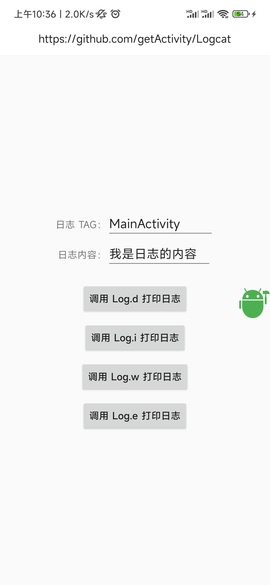 上午10:36 | 2.0K/s
https://github.com/getActivity/Logcat
日志 TAG: MainActivity
日志内容: 我是日志的内容
调用 Log.d 打印日志
调用 Log.i 打印日志
调用 Log.w 打印日志
调用 Log.e 打印日志